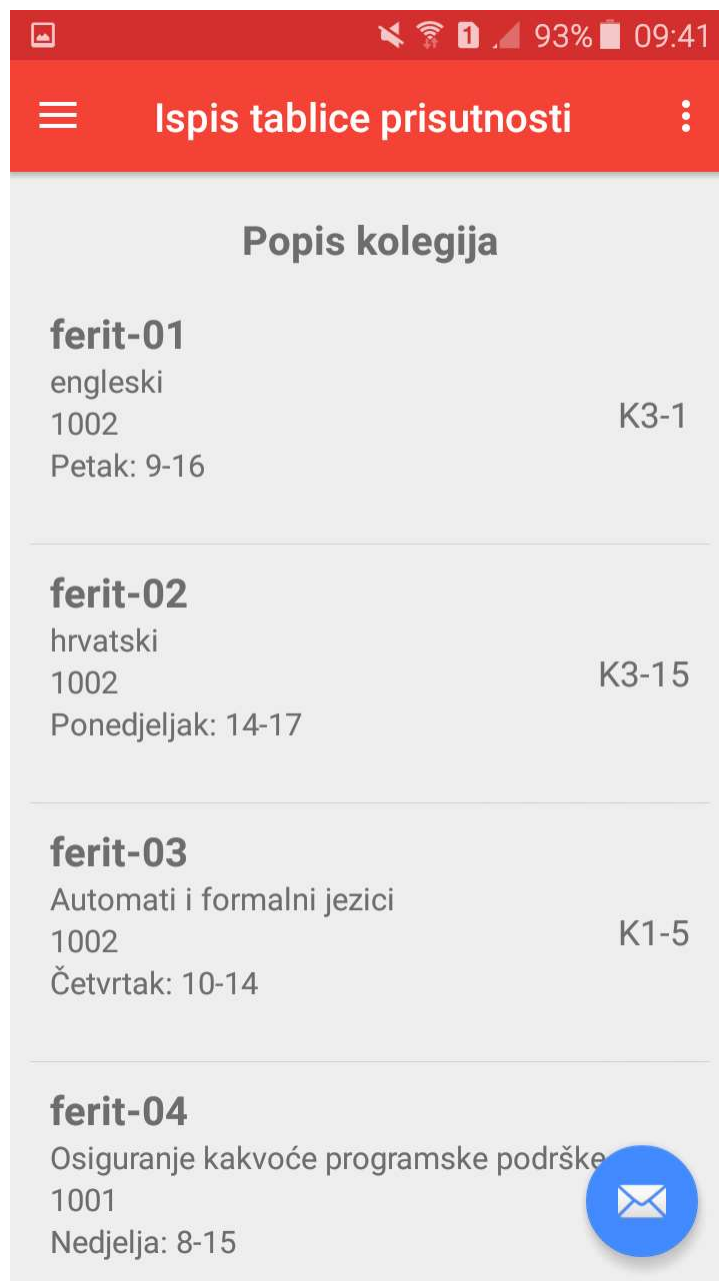 93% 09:41
Ispis tablice prisutnosti
Popis kolegija
ferit-01
engleski
1002
K3-1
Petak: 9-16
ferit-02
hrvatski
1002
K3-15
Ponedjeljak: 14-17
ferit-03
Automati i formalni jezici
1002
K1-5
Četvrtak: 10-14
ferit-04
Osiguranje kakvoće programske podrške
1001
Nedjelja: 8-15